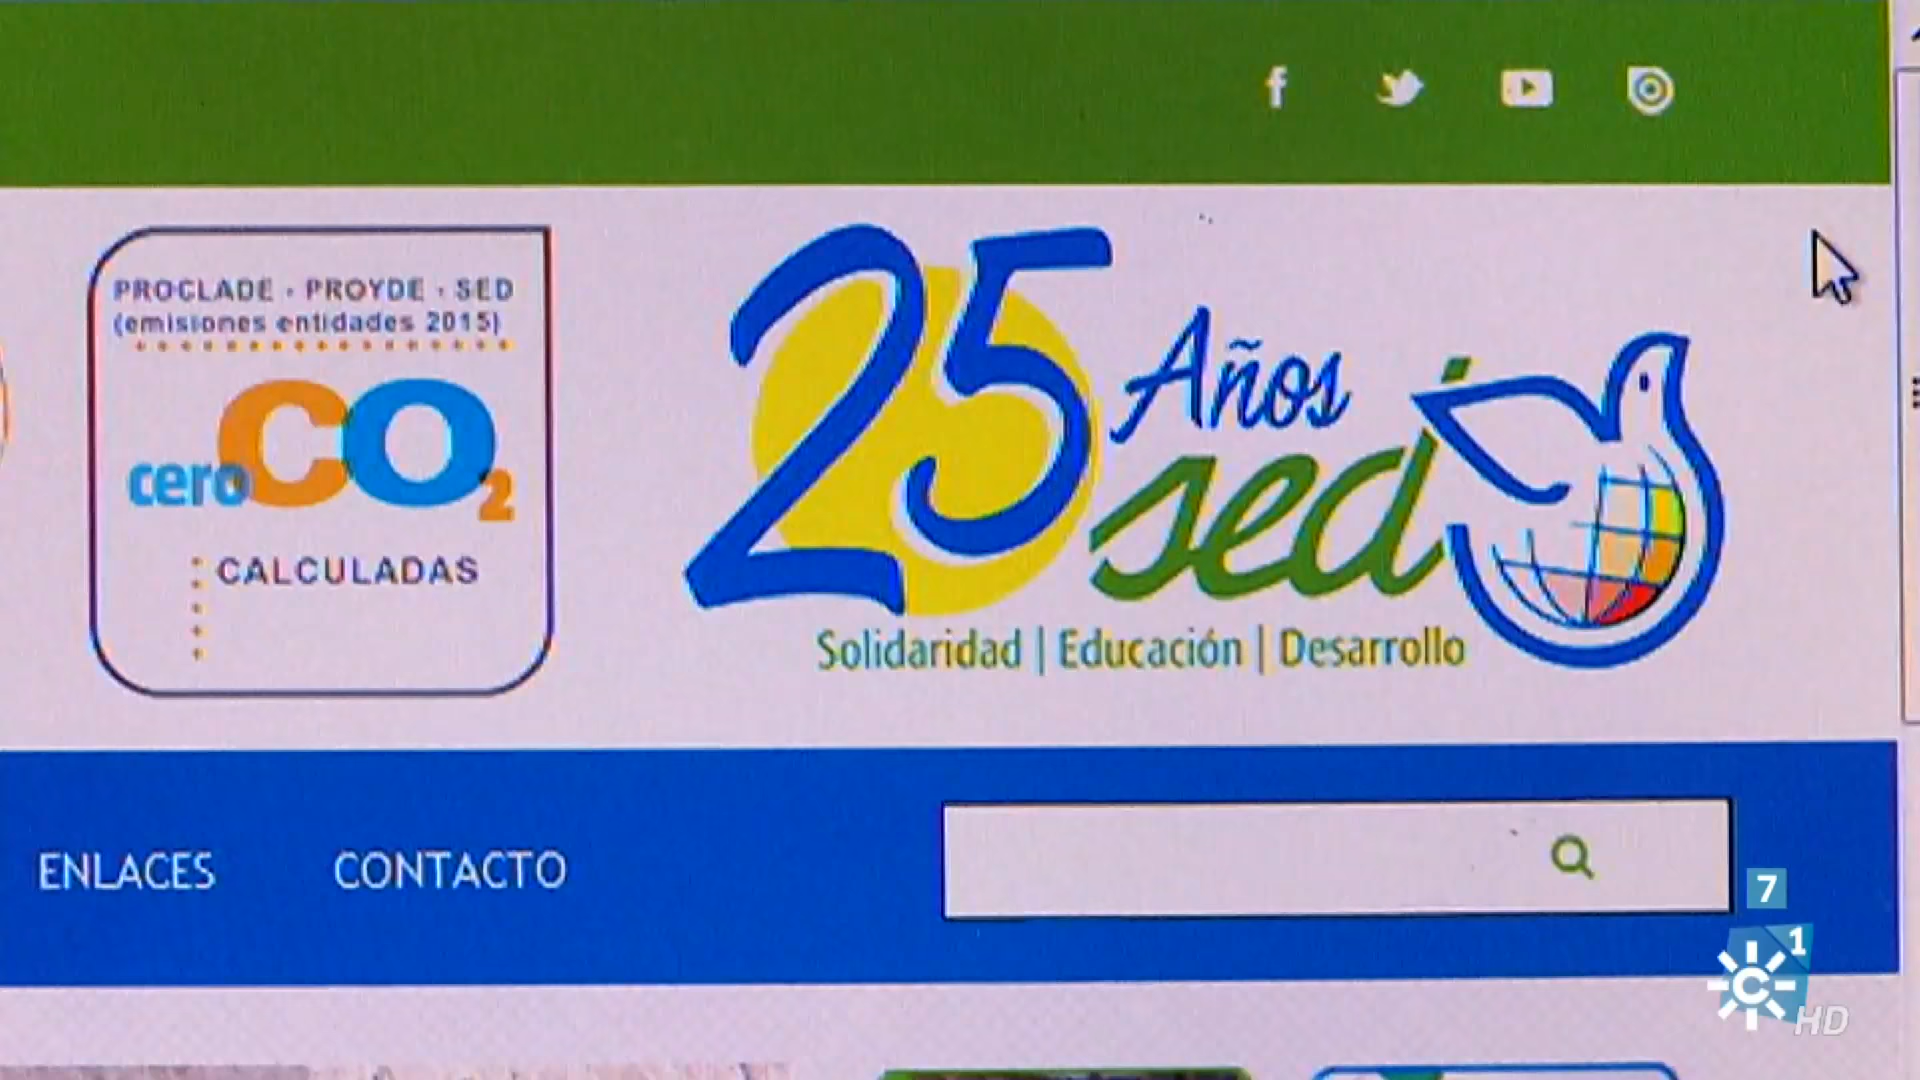 PROCLADE · PROYDE · SED
(emisiones entidades 2015)
ceroCO2
CALCULADAS
25 Años
sed
Solidaridad | Educación | Desarrollo
ENLACES
CONTACTO
7
1
C
HD